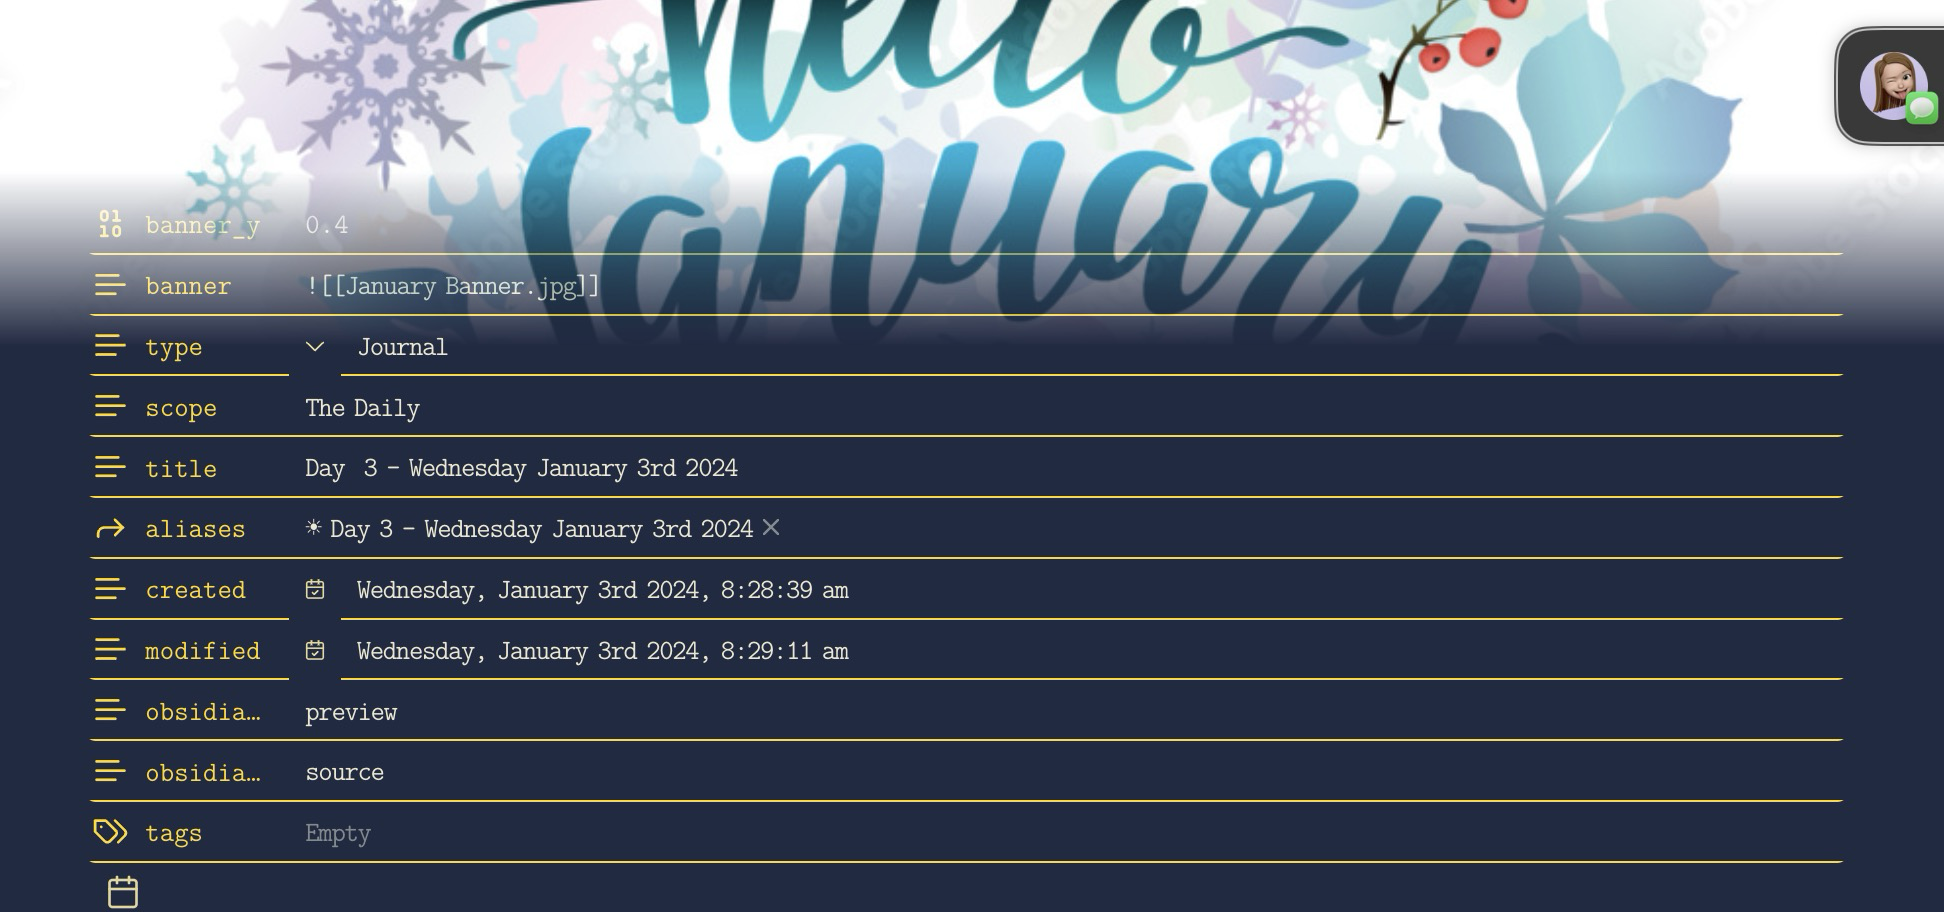 hello
January
banner_y 0.4
banner ![[January Banner.jpg]]
type Journal
scope The Daily
title Day  3 - Wednesday January 3rd 2024
aliases ☀ Day 3 - Wednesday January 3rd 2024
created Wednesday, January 3rd 2024, 8:28:39 am
modified Wednesday, January 3rd 2024, 8:29:11 am
obsidia… preview
obsidia… source
tags Empty